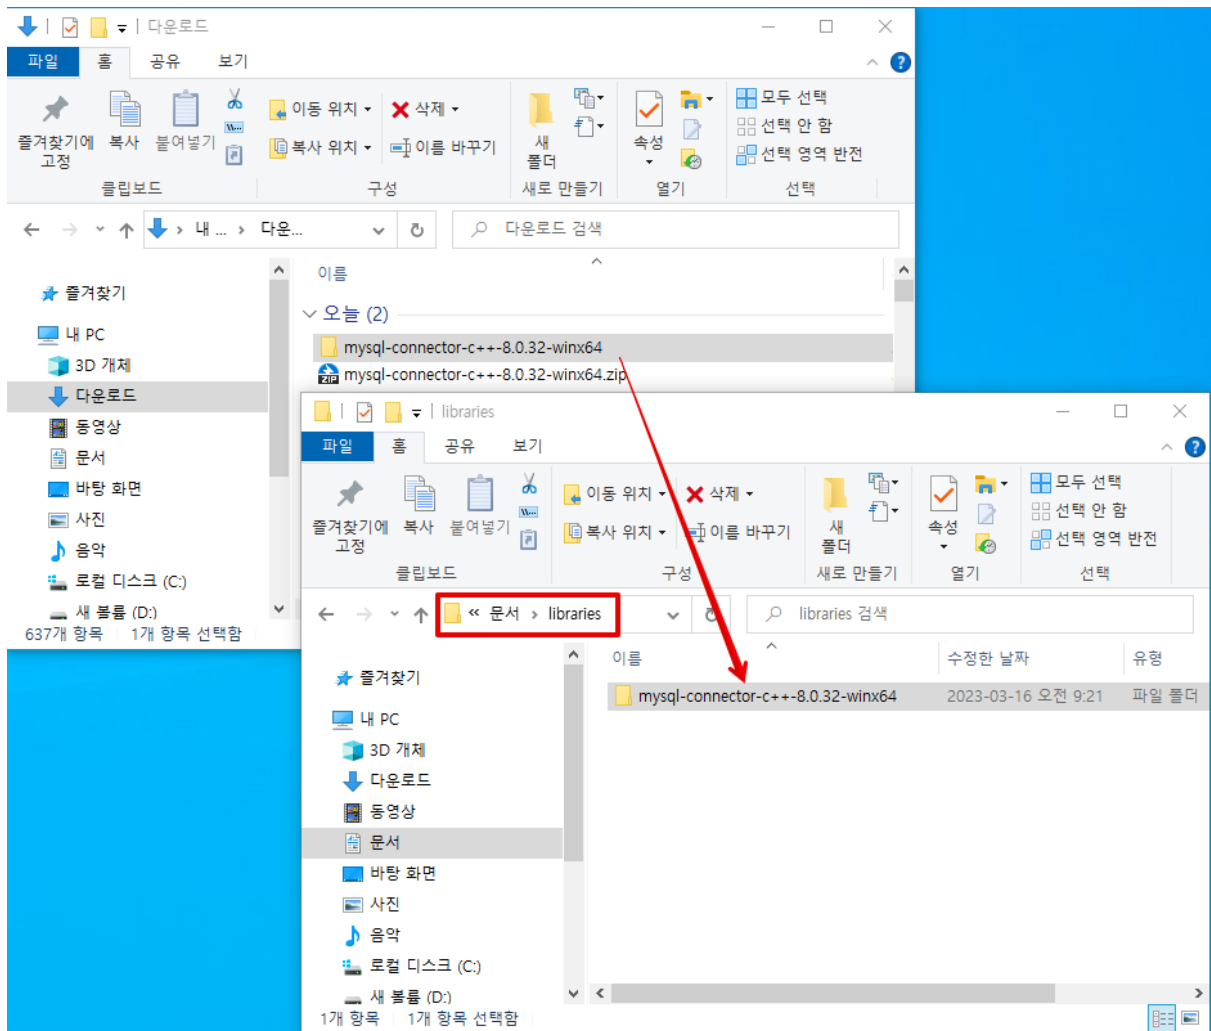 다운로드
파일 홈 공유 보기
즐겨찾기에 고정
복사
붙여넣기
이동 위치
복사 위치
삭제
이름 바꾸기
새 폴더
속성
모두 선택
선택 안 함
선택 영역 반전
클립보드 구성 새로 만들기 열기 선택
내 ... 다운...
다운로드 검색
즐겨찾기
내 PC
3D 개체
다운로드
동영상
문서
바탕 화면
사진
음악
로컬 디스크 (C:)
새 볼륨 (D:)
637개 항목 1개 항목 선택함
이름
오늘 (2)
mysql-connector-c++-8.0.32-winx64
ZIP
mysql-connector-c++-8.0.32-winx64.zip
libraries
파일 홈 공유 보기
즐겨찾기에 고정
복사
붙여넣기
이동 위치
복사 위치
삭제
이름 바꾸기
새 폴더
속성
모두 선택
선택 안 함
선택 영역 반전
클립보드 구성 새로 만들기 열기 선택
« 문서 › libraries
libraries 검색
즐겨찾기
내 PC
3D 개체
다운로드
동영상
문서
바탕 화면
사진
음악
로컬 디스크 (C:)
새 볼륨 (D:)
이름 수정한 날짜 유형
mysql-connector-c++-8.0.32-winx64 2023-03-16 오전 9:21 파일 폴더
1개 항목 1개 항목 선택함